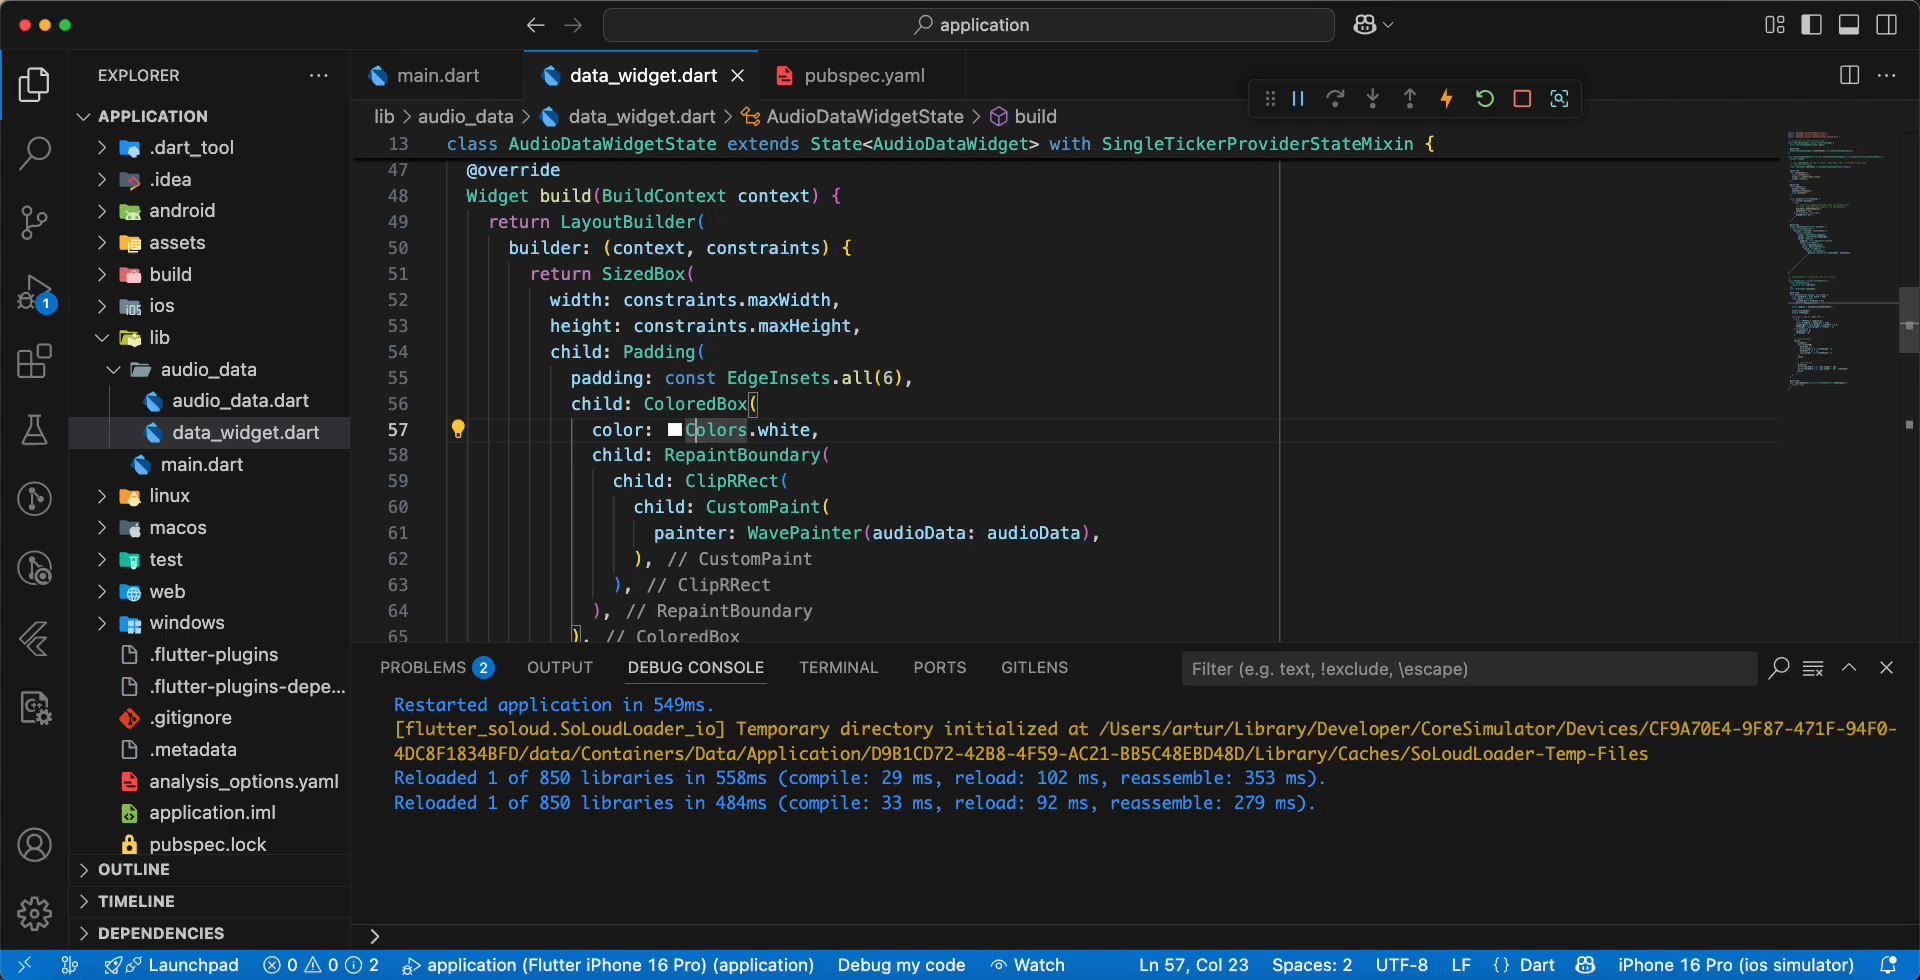 application
EXPLORER
APPLICATION
.dart_tool
.idea
android
assets
build
ios
lib
audio_data
audio_data.dart
data_widget.dart
main.dart
linux
macos
test
web
windows
.flutter-plugins
.flutter-plugins-depe...
.gitignore
.metadata
analysis_options.yaml
application.iml
pubspec.lock
OUTLINE
TIMELINE
DEPENDENCIES
1
main.dart
data_widget.dart
pubspec.yaml
lib > audio_data > data_widget.dart > AudioDataWidgetState > build
13 class AudioDataWidgetState extends State<AudioDataWidget> with SingleTickerProviderStateMixin {
47 @override
48 Widget build(BuildContext context) {
49 return LayoutBuilder(
50 builder: (context, constraints) {
51 return SizedBox(
52 width: constraints.maxWidth,
53 height: constraints.maxHeight,
54 child: Padding(
55 padding: const EdgeInsets.all(6),
56 child: ColoredBox(
57 color: Colors.white,
58 child: RepaintBoundary(
59 child: ClipRRect(
60 child: CustomPaint(
61 painter: WavePainter(audioData: audioData),
62 ), // CustomPaint
63 ), // ClipRRect
64 ), // RepaintBoundary
65 ), // ColoredBox
PROBLEMS 2 OUTPUT DEBUG CONSOLE TERMINAL PORTS GITLENS
Filter (e.g. text, !exclude, \escape)
Restarted application in 549ms.
[flutter_soloud.SoLoudLoader_io] Temporary directory initialized at /Users/artur/Library/Developer/CoreSimulator/Devices/CF9A70E4-9F87-471F-94F0-
4DC8F1834BFD/data/Containers/Data/Application/D9B1CD72-42B8-4F59-AC21-BB5C48EBD48D/Library/Caches/SoLoudLoader-Temp-Files
Reloaded 1 of 850 libraries in 558ms (compile: 29 ms, reload: 102 ms, reassemble: 353 ms).
Reloaded 1 of 850 libraries in 484ms (compile: 33 ms, reload: 92 ms, reassemble: 279 ms).
Launchpad 0 0 2 application (Flutter iPhone 16 Pro) (application) Debug my code Watch Ln 57, Col 23 Spaces: 2 UTF-8 LF {} Dart iPhone 16 Pro (ios simulator)